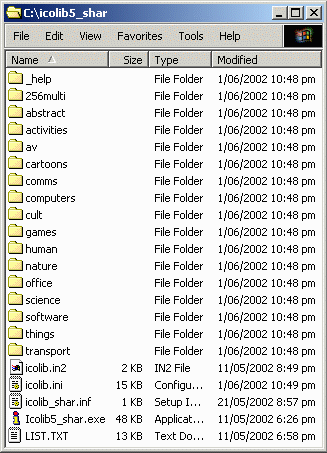 C:\icolib5_shar
File Edit View Favorites Tools Help
Name Size Type Modified
_help File Folder 1/06/2002 10:48 pm
256multi File Folder 1/06/2002 10:48 pm
abstract File Folder 1/06/2002 10:48 pm
activities File Folder 1/06/2002 10:48 pm
av File Folder 1/06/2002 10:48 pm
cartoons File Folder 1/06/2002 10:48 pm
comms File Folder 1/06/2002 10:48 pm
computers File Folder 1/06/2002 10:48 pm
cult File Folder 1/06/2002 10:48 pm
games File Folder 1/06/2002 10:48 pm
human File Folder 1/06/2002 10:48 pm
nature File Folder 1/06/2002 10:48 pm
office File Folder 1/06/2002 10:48 pm
science File Folder 1/06/2002 10:48 pm
software File Folder 1/06/2002 10:48 pm
things File Folder 1/06/2002 10:48 pm
transport File Folder 1/06/2002 10:48 pm
icolib.in2 2 KB IN2 File 11/05/2002 8:49 pm
icolib.ini 15 KB Configu... 1/06/2002 10:49 pm
icolib_shar.inf 1 KB Setup I... 21/05/2002 8:57 pm
Icolib5_shar.exe 48 KB Applicat... 11/05/2002 6:26 pm
LIST.TXT 13 KB Text Do... 11/05/2002 6:58 pm